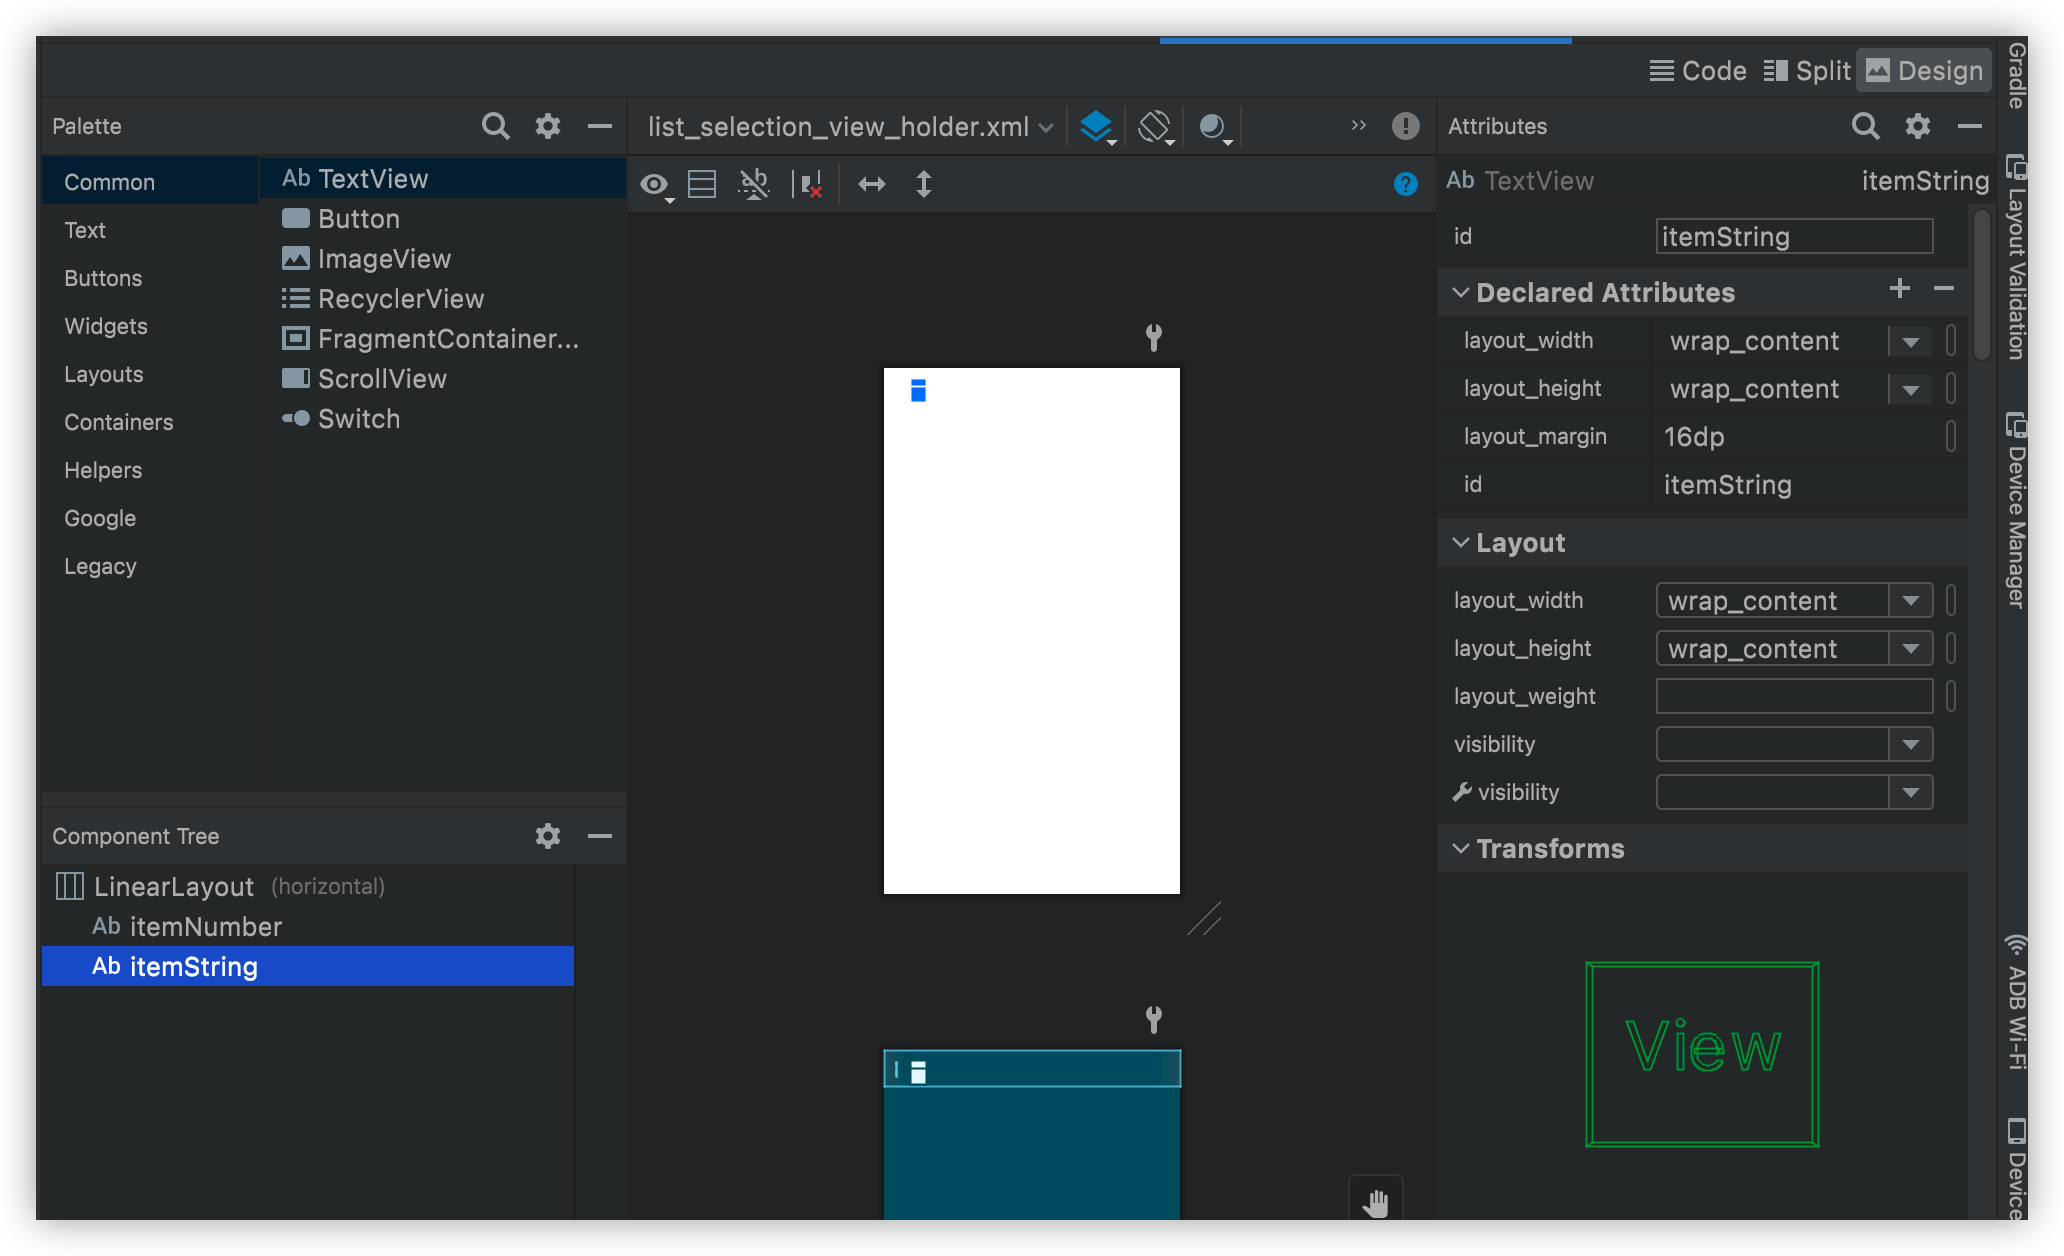 Code Split Design
Palette
list_selection_view_holder.xml
Attributes
Common
Text
Buttons
Widgets
Layouts
Containers
Helpers
Google
Legacy
Ab TextView
Button
ImageView
RecyclerView
FragmentContainer...
ScrollView
Switch
Component Tree
LinearLayout (horizontal)
Ab itemNumber
Ab itemString
ab
Ab TextView itemString
id itemString
Declared Attributes
layout_width wrap_content
layout_height wrap_content
layout_margin 16dp
id itemString
Layout
layout_width wrap_content
layout_height wrap_content
layout_weight
visibility
visibility
Transforms
View
Gradle
Layout Validation
Device Manager
ADB Wi-Fi
Device